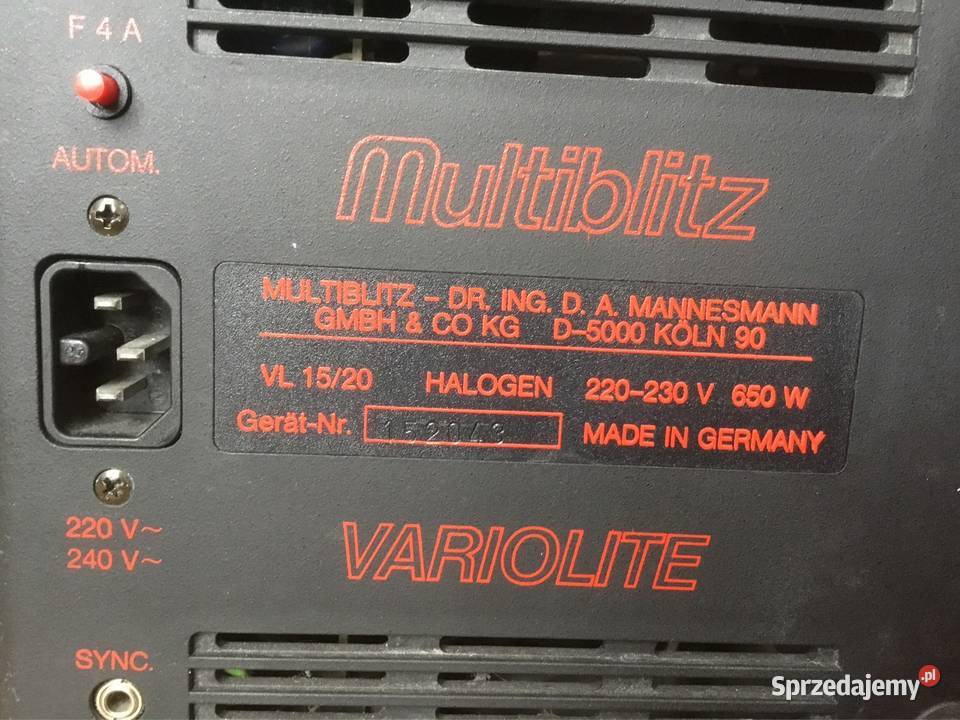 F 4 A
AUTOM.
Multiblitz
MULTIBLITZ – DR. ING. D. A. MANNESMANN
GMBH & CO KG D–5000 KÖLN 90
VL 15/20 HALOGEN 220–230 V 650 W
Gerät-Nr. 152043
MADE IN GERMANY
220 V~
240 V~
VARIOLITE
SYNC.
Sprzedajemy.pl